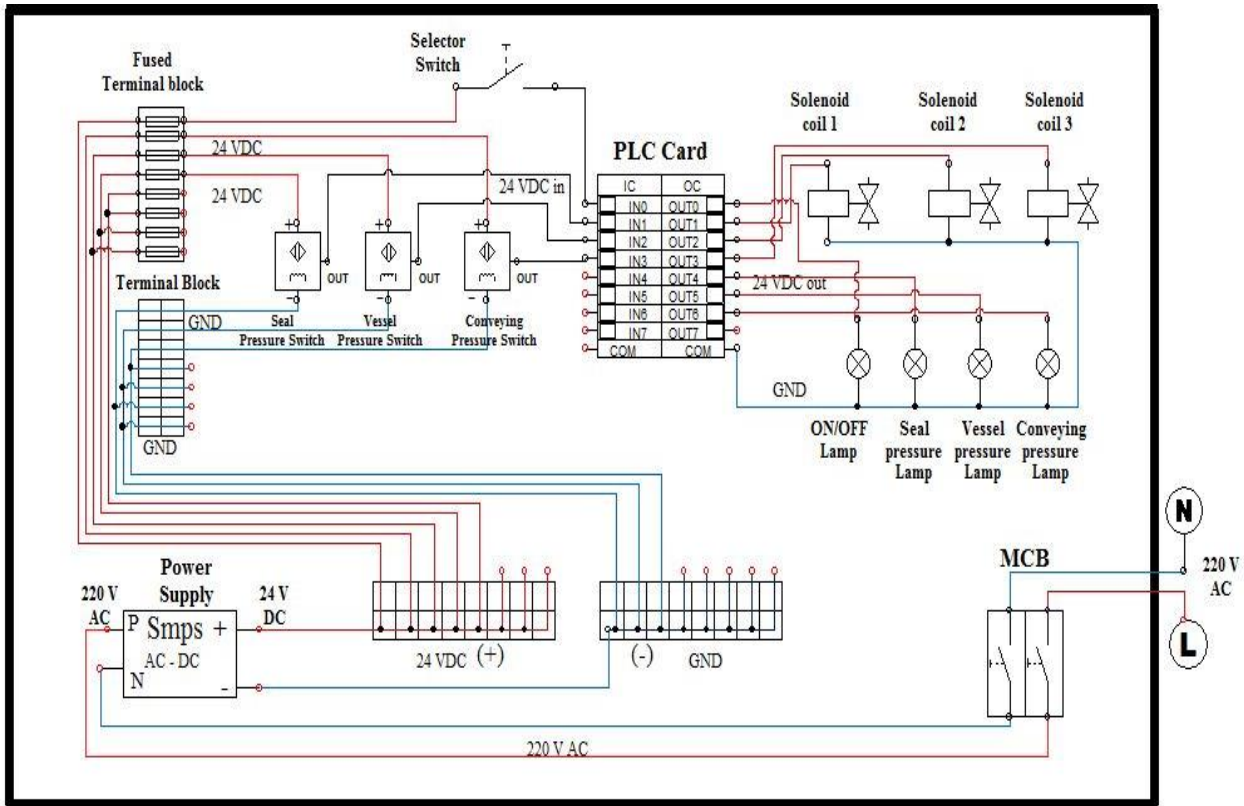 Fused
Terminal block
Selector
Switch
24 VDC
24 VDC
24 VDC in
PLC Card
IC OC
IN0 OUT0
IN1 OUT1
IN2 OUT2
IN3 OUT3
IN4 OUT4
IN5 OUT5
IN6 OUT6
IN7 OUT7
COM COM
Solenoid
coil 1
Solenoid
coil 2
Solenoid
coil 3
24 VDC out
+
OUT
-
+
OUT
-
+
OUT
-
Seal
Pressure Switch
Vessel
Pressure Switch
Conveying
Pressure Switch
Terminal Block
GND
GND
GND
ON/OFF
Lamp
Seal
pressure
Lamp
Vessel
pressure
Lamp
Conveying
pressure
Lamp
N
220 V
AC
L
MCB
Power
Supply
220 V
AC
24 V
DC
P Smps +
AC - DC
N -
24 VDC (+)
(-) GND
220 V AC